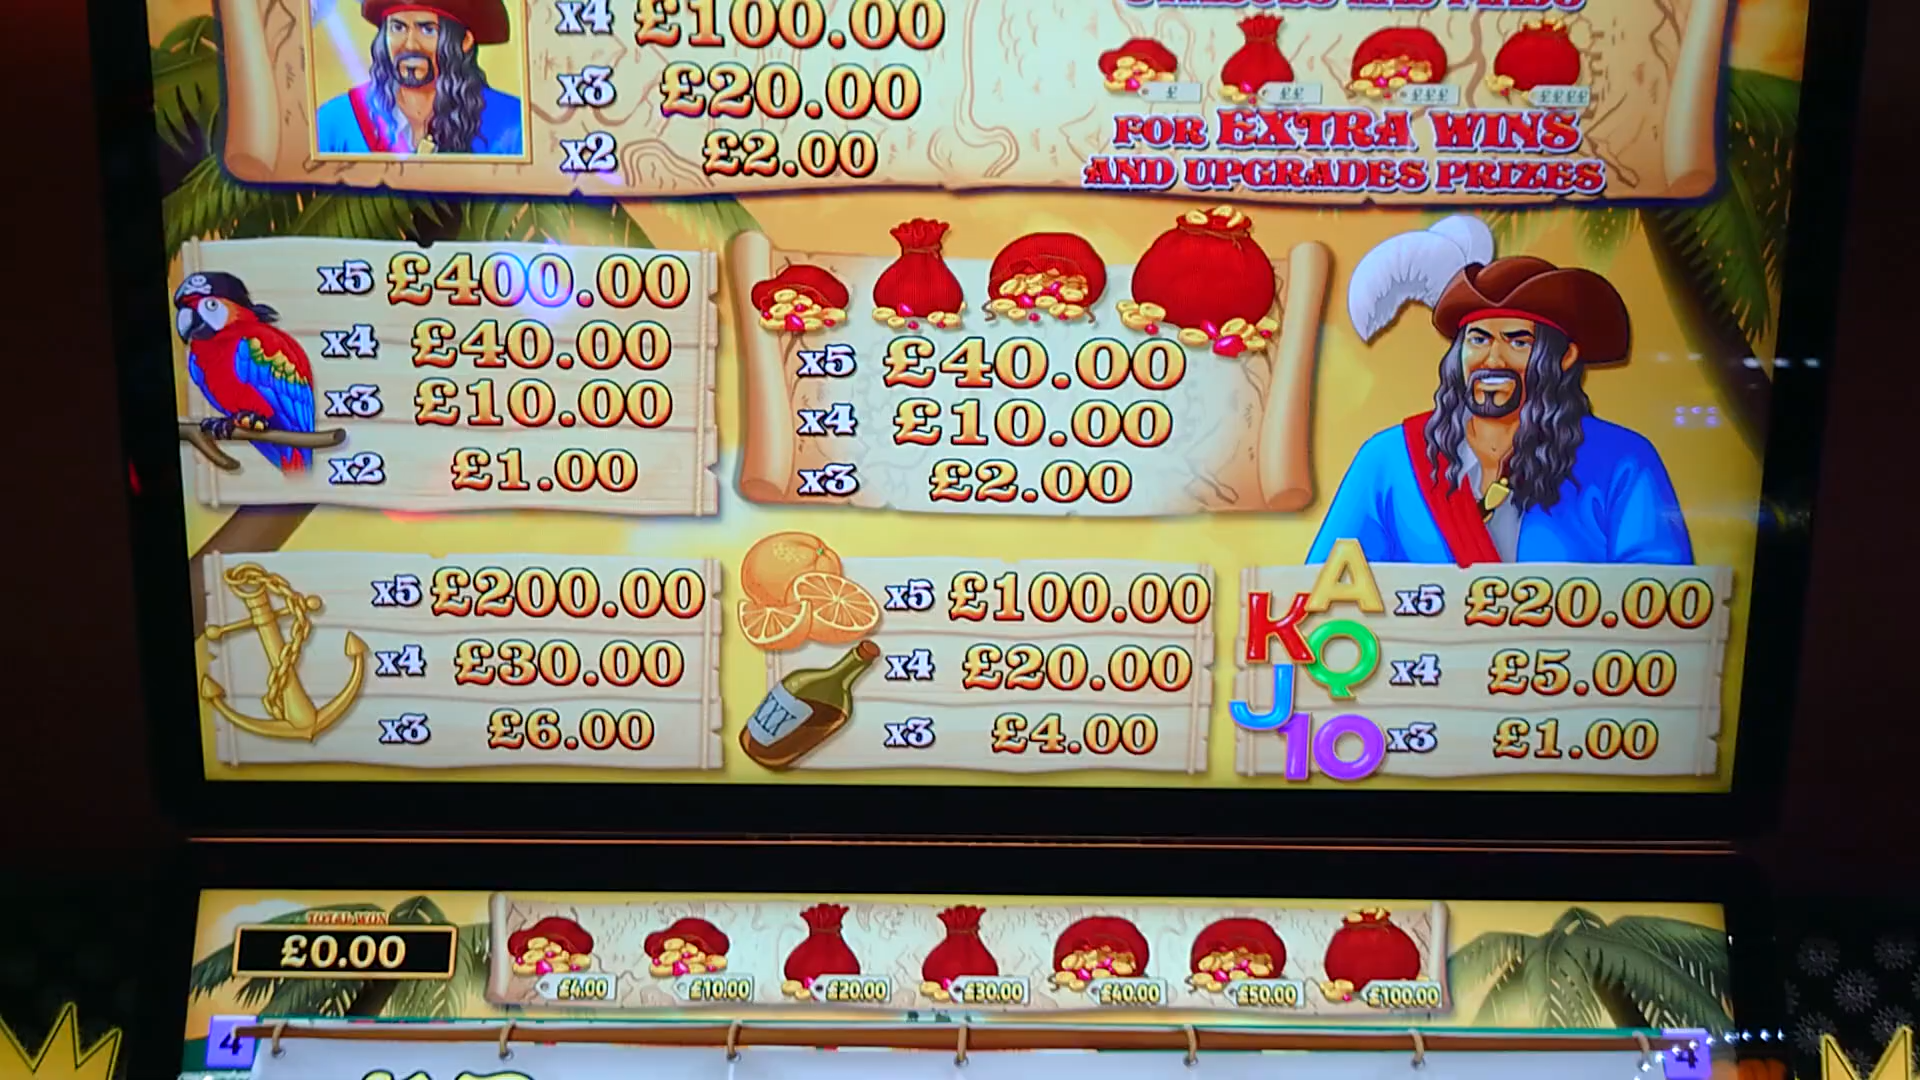 x4 £100.00
x3 £20.00
x2 £2.00
£ ££ £££ ££££
FOR EXTRA WINS
AND UPGRADES PRIZES
x5 £400.00
x4 £40.00
x3 £10.00
x2 £1.00
x5 £40.00
x4 £10.00
x3 £2.00
x5 £200.00
x4 £30.00
x3 £6.00
XXX
x5 £100.00
x4 £20.00
x3 £4.00
A
K Q
J 10
x5 £20.00
x4 £5.00
x3 £1.00
TOTAL WON
£0.00
£4.00 £10.00 £20.00 £30.00 £40.00 £50.00 £100.00
4 4